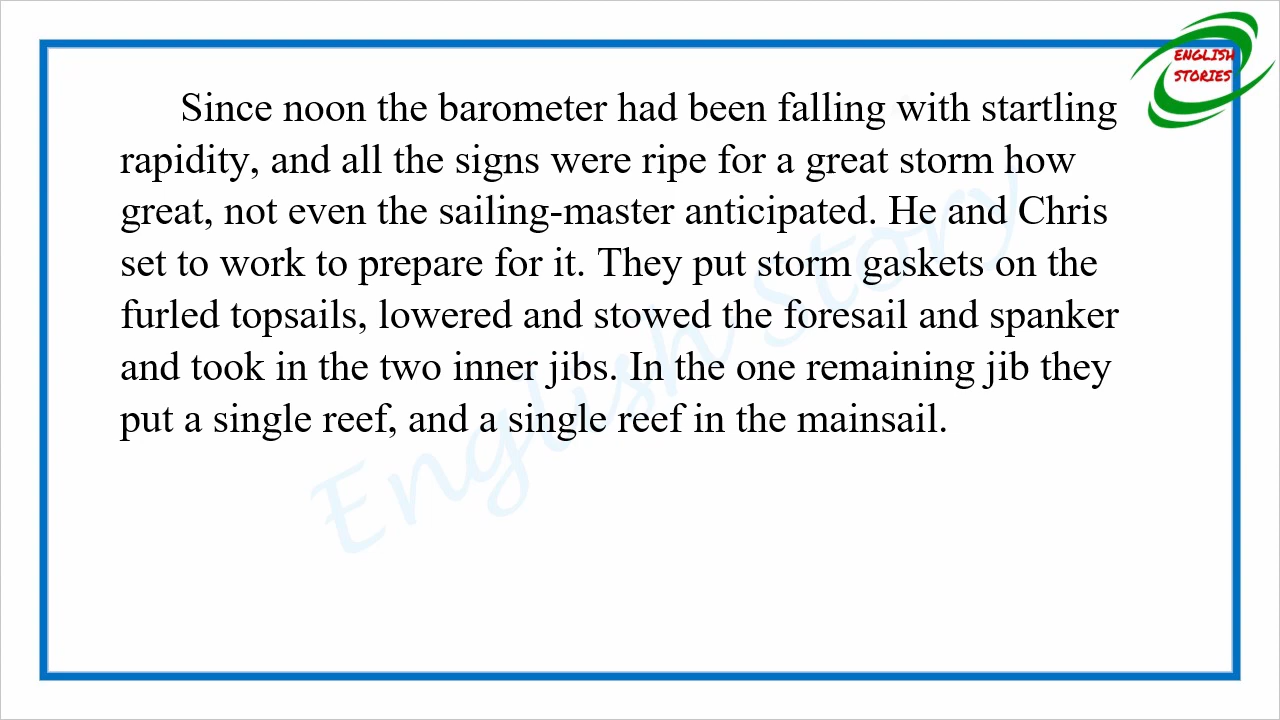 ENGLISH
STORIES
Since noon the barometer had been falling with startling
rapidity, and all the signs were ripe for a great storm how
great, not even the sailing-master anticipated. He and Chris
set to work to prepare for it. They put storm gaskets on the
furled topsails, lowered and stowed the foresail and spanker
and took in the two inner jibs. In the one remaining jib they
put a single reef, and a single reef in the mainsail.
English Story